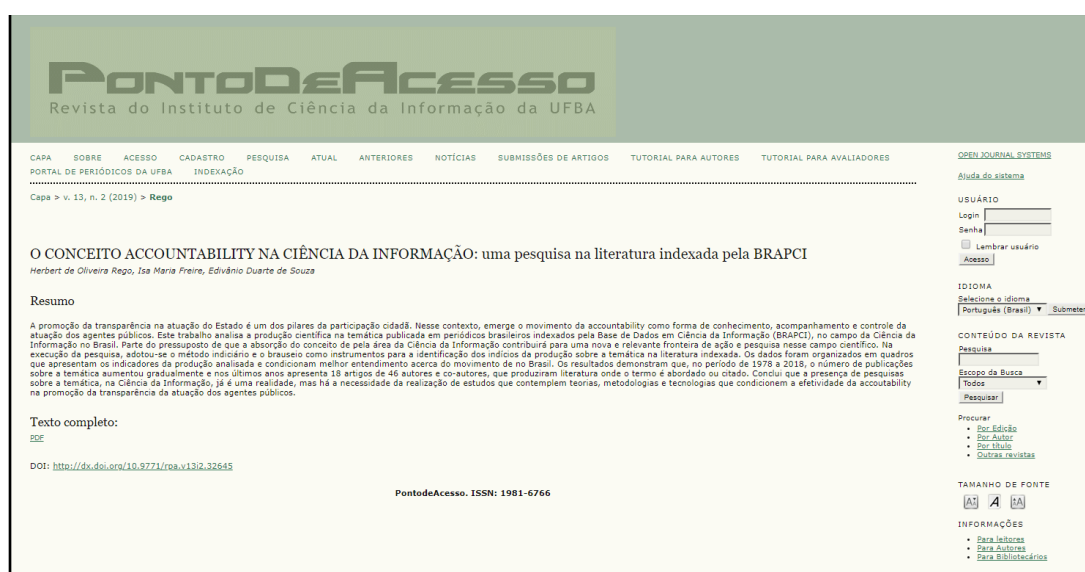 PontoDeAcesso
Revista do Instituto de Ciência da Informação da UFBA
CAPA SOBRE ACESSO CADASTRO PESQUISA ATUAL ANTERIORES NOTÍCIAS SUBMISSÕES DE ARTIGOS TUTORIAL PARA AUTORES TUTORIAL PARA AVALIADORES
PORTAL DE PERIÓDICOS DA UFBA INDEXAÇÃO
Capa > v. 13, n. 2 (2019) > Rego
O CONCEITO ACCOUNTABILITY NA CIÊNCIA DA INFORMAÇÃO: uma pesquisa na literatura indexada pela BRAPCI
Herbert de Oliveira Rego, Isa Maria Freire, Edivânio Duarte de Souza
Resumo
A promoção da transparência na atuação do Estado é um dos pilares da participação cidadã. Nesse contexto, emerge o movimento da accountability como forma de conhecimento, acompanhamento e controle da
atuação dos agentes públicos. Este trabalho analisa a produção científica na temática publicada em periódicos brasileiros indexados pela Base de Dados em Ciência da Informação (BRAPCI), no campo da Ciência da
Informação no Brasil. Parte do pressuposto de que a absorção do conceito de pela área da Ciência da Informação contribuirá para uma nova e relevante fronteira de ação e pesquisa nesse campo científico. Na
execução da pesquisa, adotou-se o método indiciário e o brauseio como instrumentos para a identificação dos indícios da produção sobre a temática na literatura indexada. Os dados foram organizados em quadros
que apresentam os indicadores da produção analisada e condicionam melhor entendimento acerca do movimento de no Brasil. Os resultados demonstram que, no período de 1978 a 2018, o número de publicações
sobre a temática aumentou gradualmente e nos últimos anos apresenta 18 artigos de 46 autores e co-autores, que produziram literatura onde o termo é abordado ou citado. Conclui que a presença de pesquisas
sobre a temática, na Ciência da Informação, já é uma realidade, mas há a necessidade da realização de estudos que contemplem teorias, metodologias e tecnologias que condicionem a efetividade da accoutability
na promoção da transparência da atuação dos agentes públicos.
Texto completo:
PDF
DOI: http://dx.doi.org/10.9771/rpa.v13i2.32645
PontodeAcesso. ISSN: 1981-6766
OPEN JOURNAL SYSTEMS
Ajuda do sistema
USUÁRIO
Login
Senha
Lembrar usuário
Acesso
IDIOMA
Selecione o idioma
Português (Brasil) Submeter
CONTEÚDO DA REVISTA
Pesquisa
Escopo da Busca
Todos
Pesquisar
Procurar
Por Edição
Por Autor
Por título
Outras revistas
TAMANHO DE FONTE
A A A
INFORMAÇÕES
Para leitores
Para Autores
Para Bibliotecários